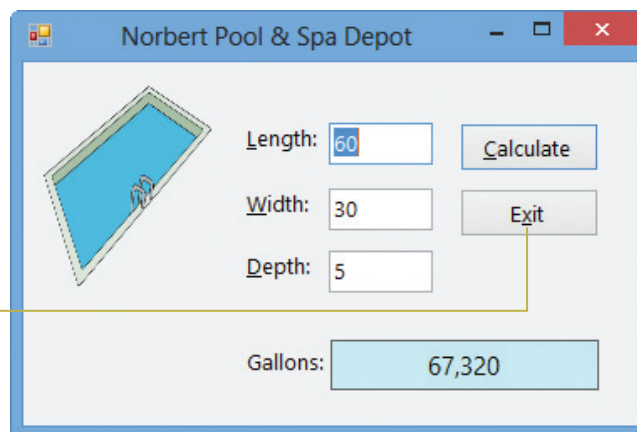 Norbert Pool & Spa Depot
Length: 60
Calculate
Width: 30
Exit
Depth: 5
Gallons: 67,320